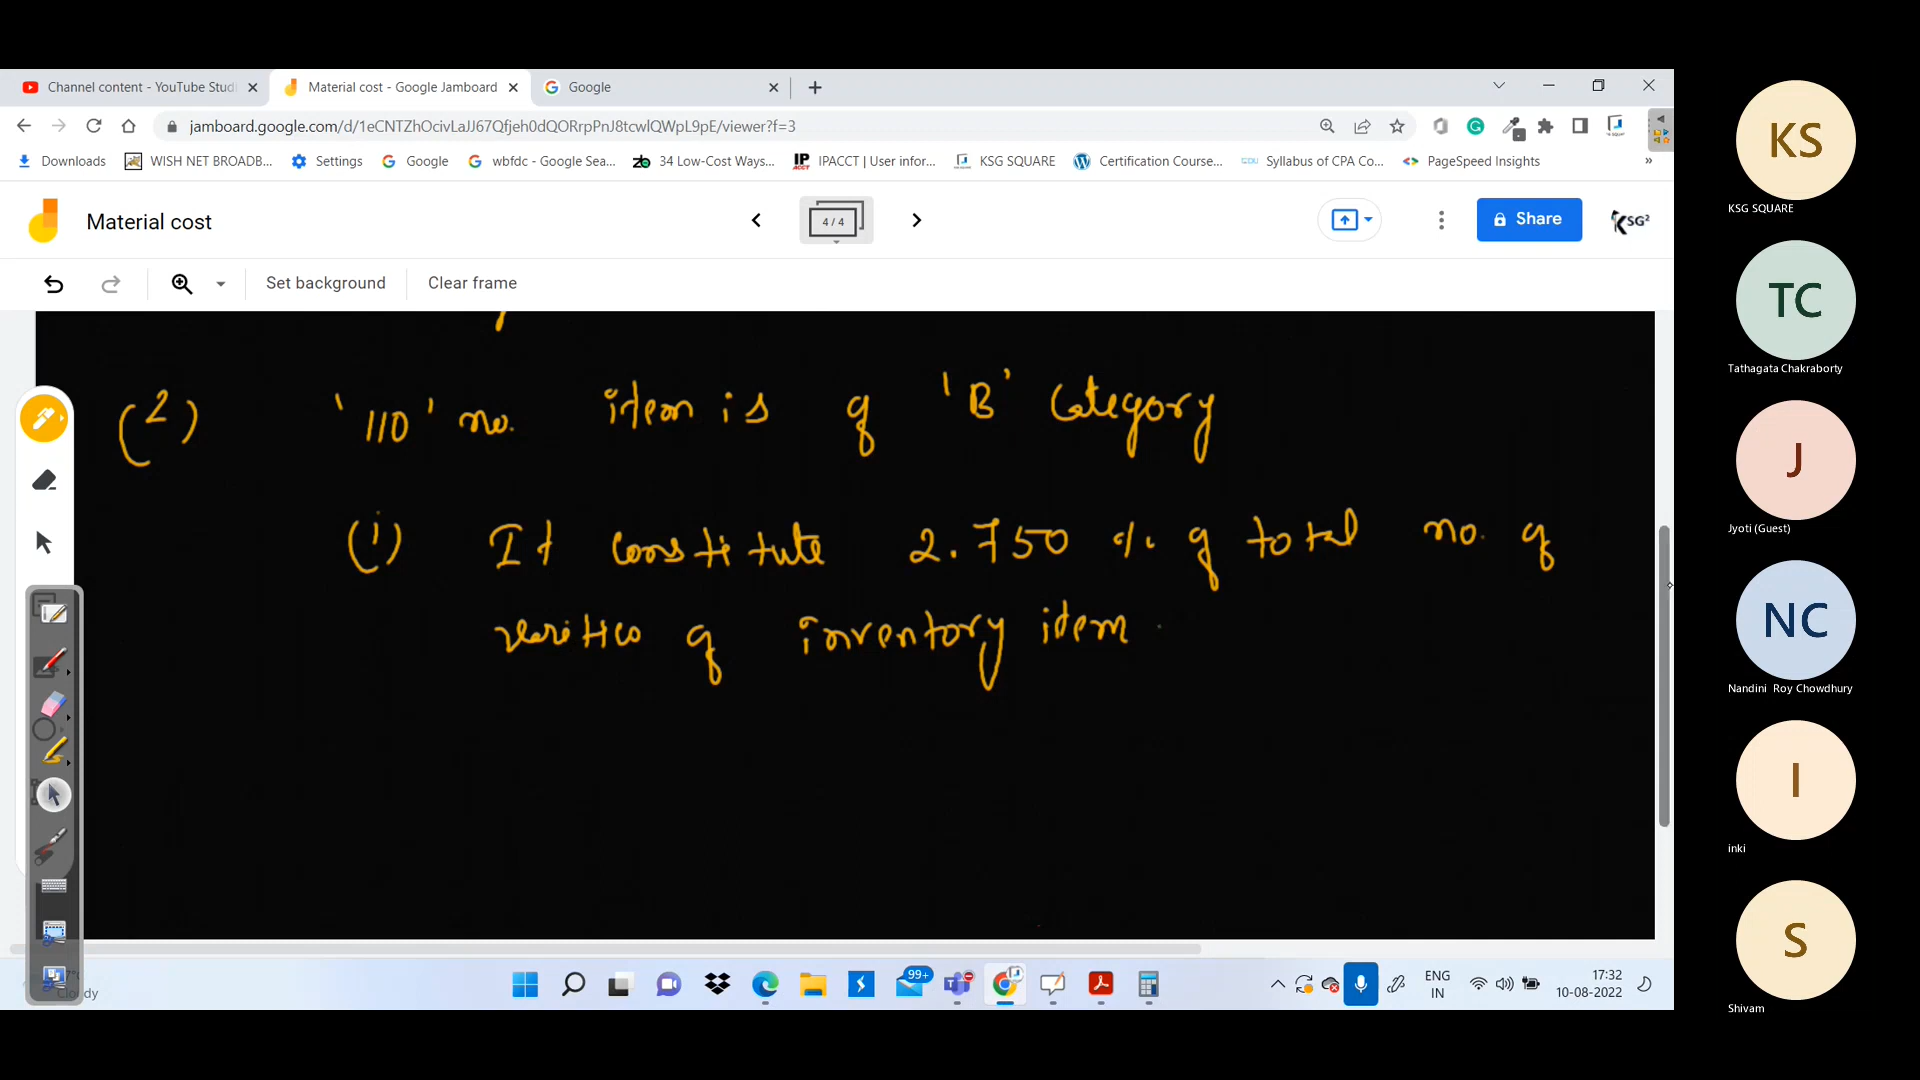 Channel content - YouTube Stud
Material cost - Google Jamboard
Google
jamboard.google.com/d/1eCNTZhOcivLaJJ67Qfjeh0dQORrpPnJ8tcwlQWpL9pE/viewer?f=3
Downloads
WISH NET BROADB...
Settings
Google
wbfdc - Google Sea...
34 Low-Cost Ways...
IPACCT | User infor...
KSG SQUARE
Certification Course...
Syllabus of CPA Co...
PageSpeed Insights
»
Material cost
4 / 4
Share
KSG²
Set background
Clear frame
(2) '110' no. item is of 'B' Category
(i) It constitute 2.750 % of total no. of
varities of inventory item.
Cloudy
99+
ENG
IN
17:32
10-08-2022
KS
KSG SQUARE
TC
Tathagata Chakraborty
J
Jyoti (Guest)
NC
Nandini Roy Chowdhury
I
inki
S
Shivam